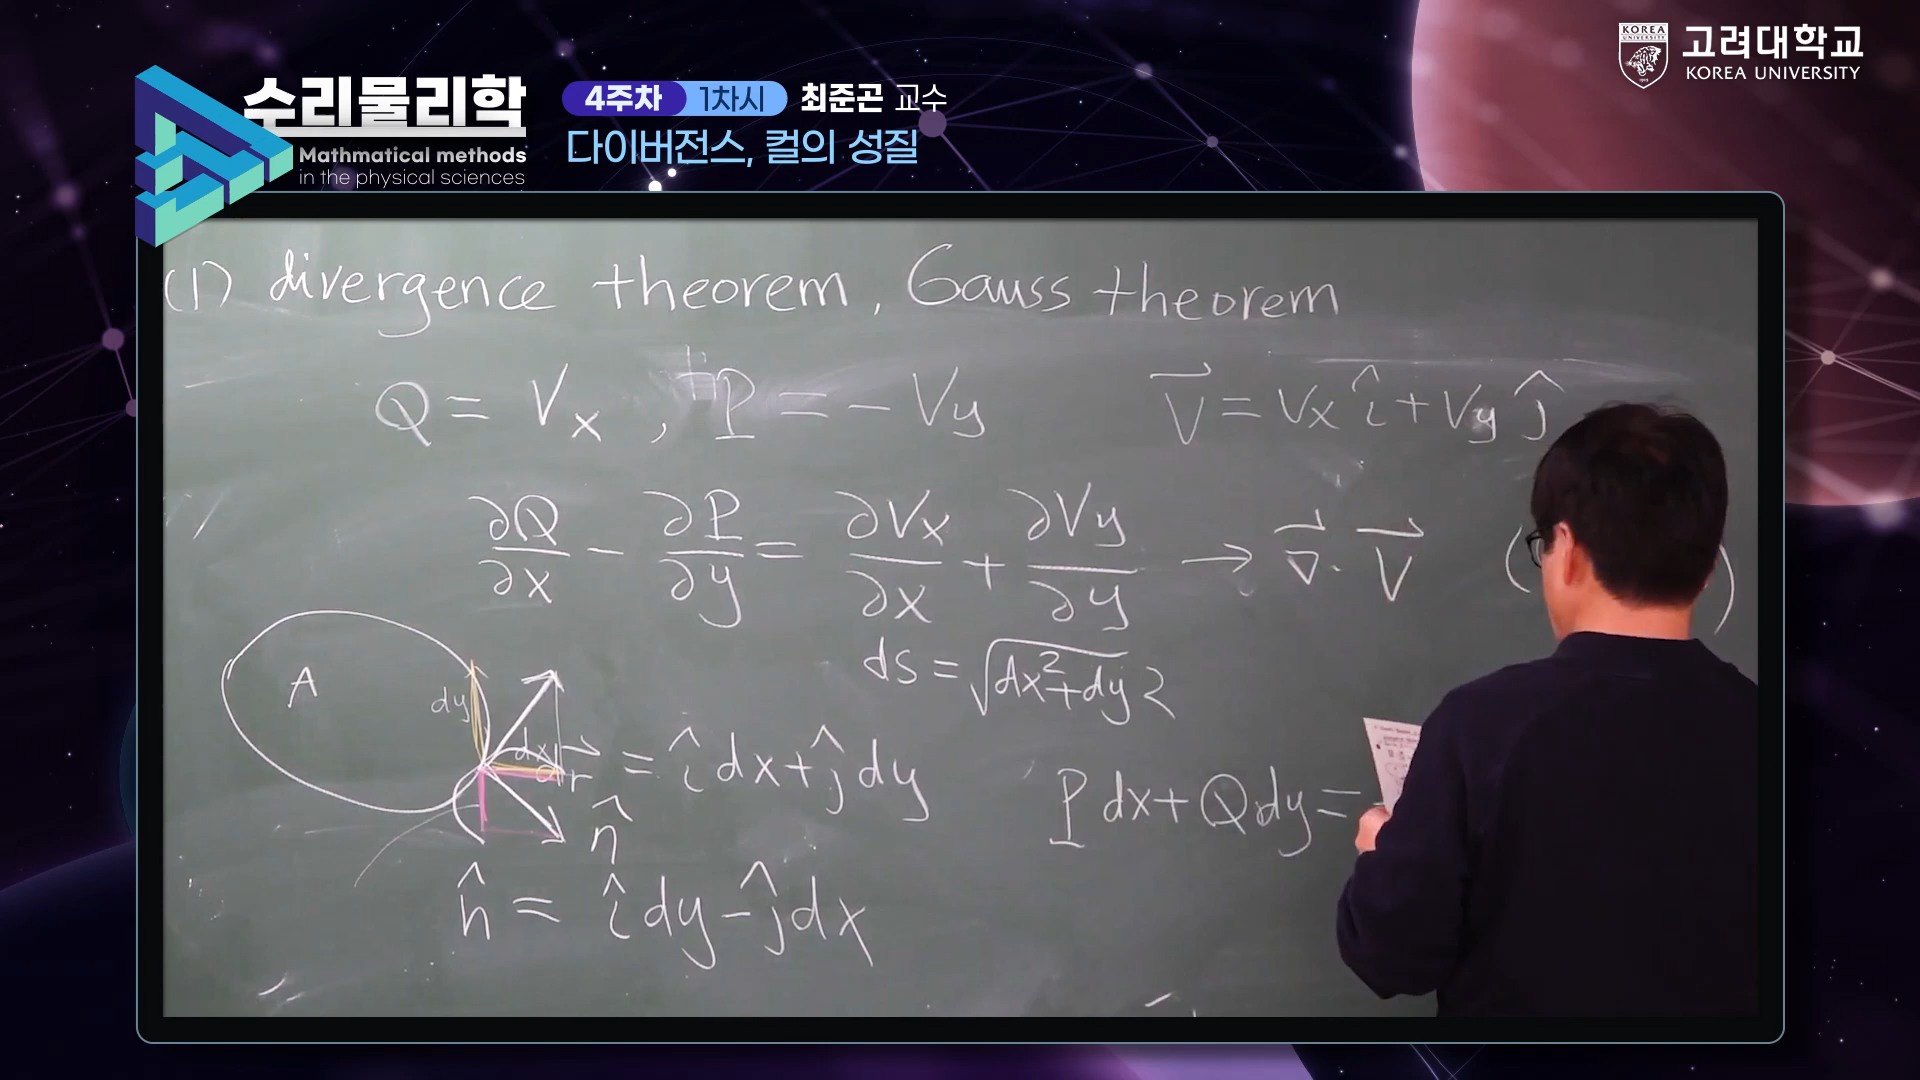 KOREA
UNIVERSITY
고려대학교
KOREA UNIVERSITY
수리물리학
Mathmatical methods
in the physical sciences
4주차 1차시 최준곤 교수
다이버전스, 컬의 성질
(1) divergence theorem, Gauss theorem
Q = Vx , P = − Vy
V⃗ = Vx î + Vy ĵ
∂Q/∂x − ∂P/∂y = ∂Vx/∂x + ∂Vy/∂y → ∇⃗ · V⃗ ( )
ds = √dx² + dy²
A
dy
dx
dr⃗ = î dx + ĵ dy
P dx + Q dy =
n̂
n̂ = î dy − ĵ dx